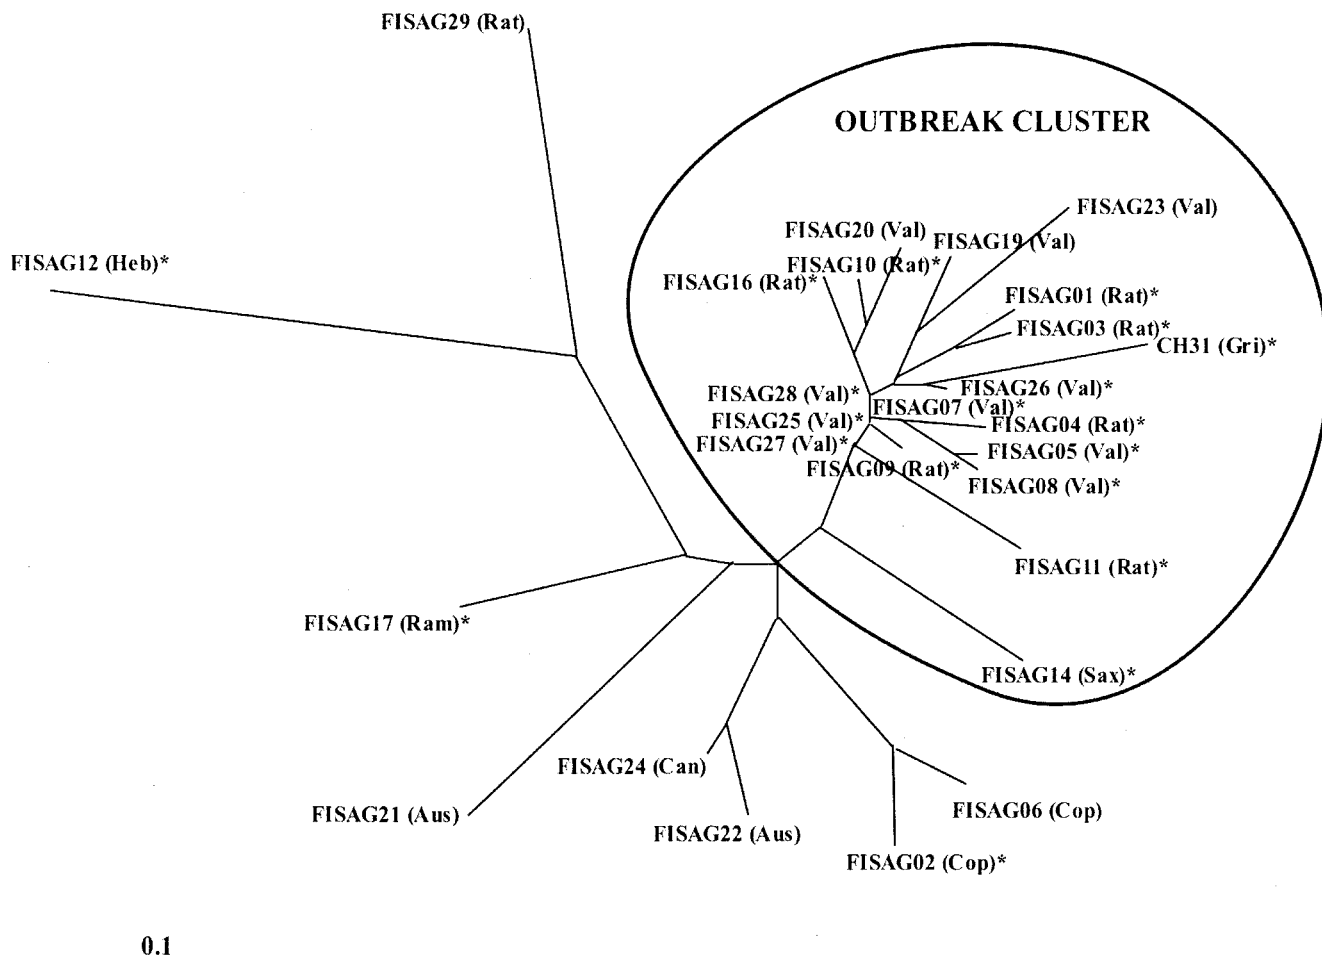 FISAG29 (Rat)
OUTBREAK CLUSTER
FISAG23 (Val)
FISAG20 (Val)
FISAG19 (Val)
FISAG12 (Heb)*
FISAG10 (Rat)*
FISAG16 (Rat)*
FISAG01 (Rat)*
FISAG03 (Rat)*
CH31 (Gri)*
FISAG28 (Val)*
FISAG26 (Val)*
FISAG07 (Val)*
FISAG25 (Val)*
FISAG04 (Rat)*
FISAG27 (Val)*
FISAG05 (Val)*
FISAG09 (Rat)*
FISAG08 (Val)*
FISAG11 (Rat)*
FISAG17 (Ram)*
FISAG14 (Sax)*
FISAG24 (Can)
FISAG21 (Aus)
FISAG06 (Cop)
FISAG22 (Aus)
FISAG02 (Cop)*
0.1